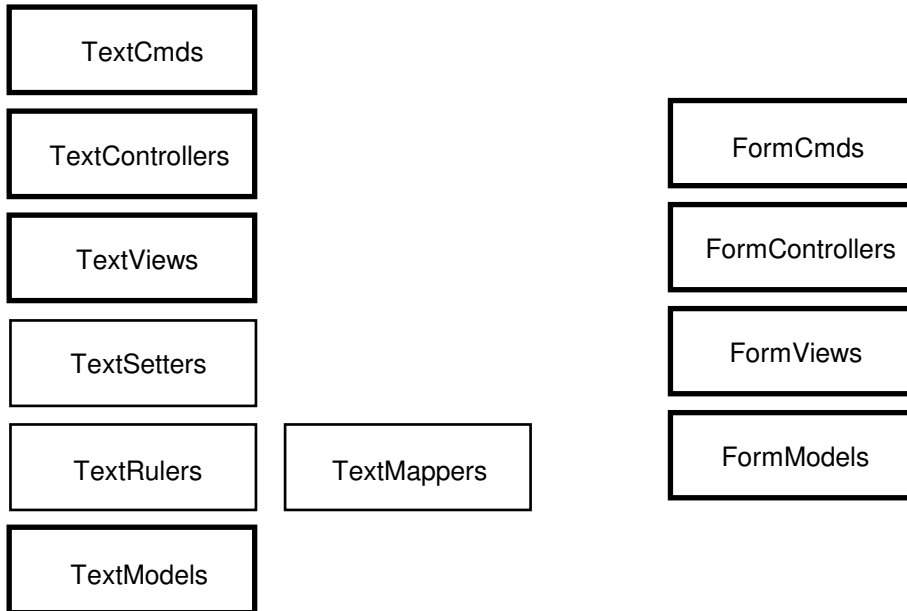 TextCmds
TextControllers
TextViews
TextSetters
TextRulers
TextMappers
TextModels
FormCmds
FormControllers
FormViews
FormModels